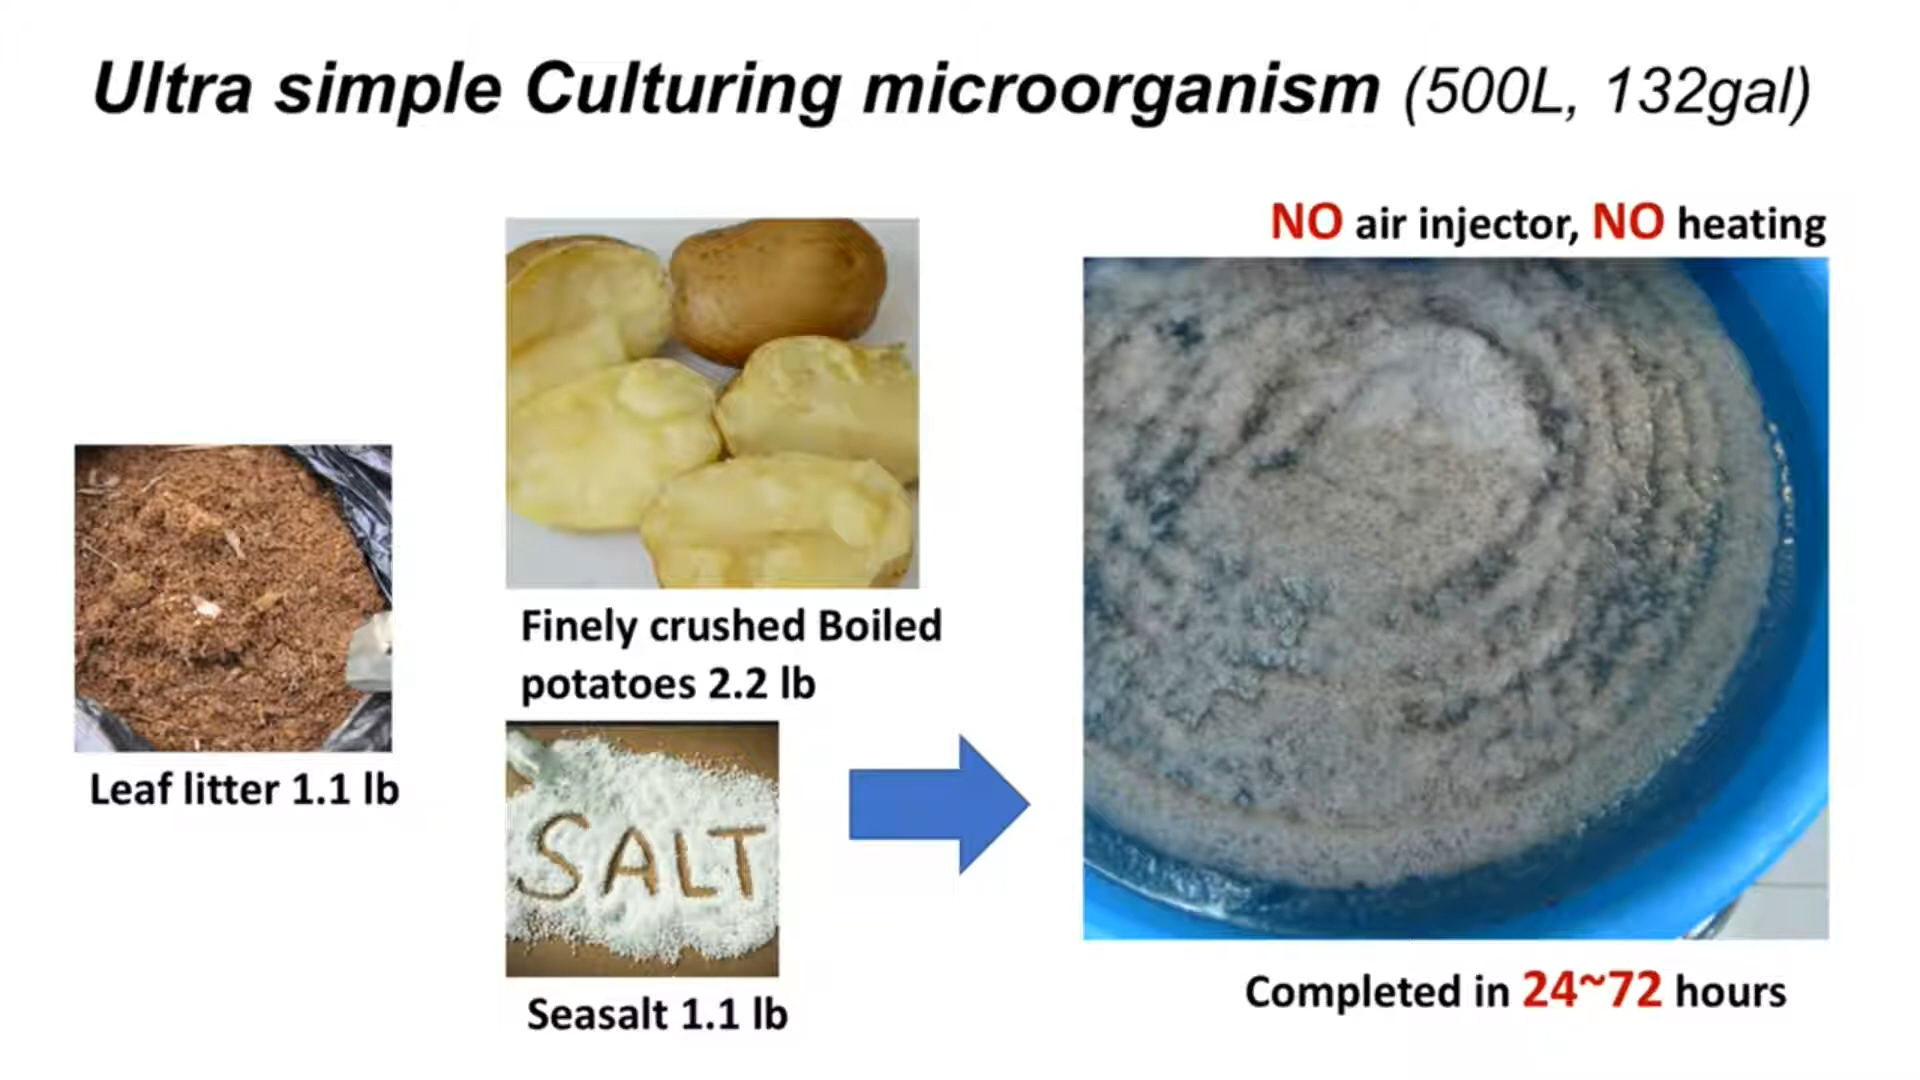 Ultra simple Culturing microorganism (500L, 132gal)
NO air injector, NO heating
Finely crushed Boiled
potatoes 2.2 lb
Leaf litter 1.1 lb
SALT
Seasalt 1.1 lb
Completed in 24~72 hours